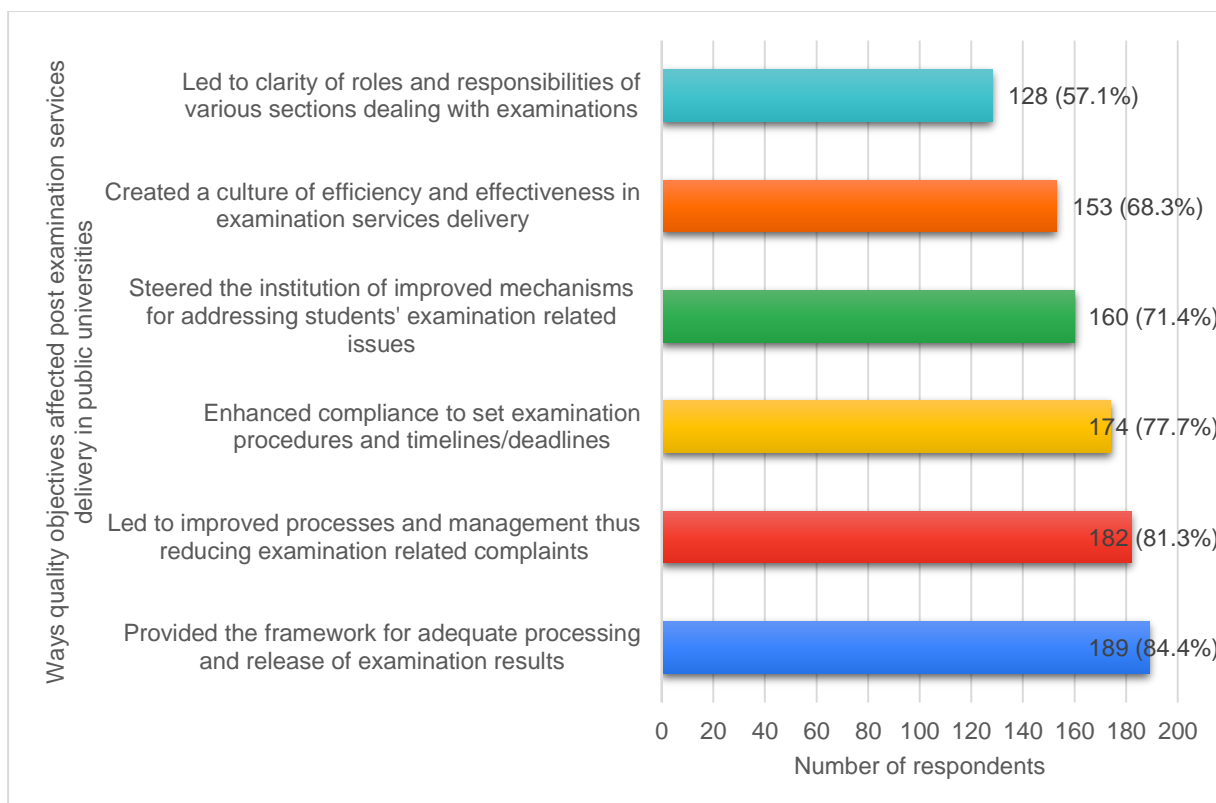 Ways quality objectives affected post examination services
delivery in public universities
Led to clarity of roles and responsibilities of
various sections dealing with examinations
128 (57.1%)
Created a culture of efficiency and effectiveness in
examination services delivery
153 (68.3%)
Steered the institution of improved mechanisms
for addressing students' examination related
issues
160 (71.4%)
Enhanced compliance to set examination
procedures and timelines/deadlines
174 (77.7%)
Led to improved processes and management thus
reducing examination related complaints
182 (81.3%)
Provided the framework for adequate processing
and release of examination results
189 (84.4%)
0 20 40 60 80 100 120 140 160 180 200
Number of respondents